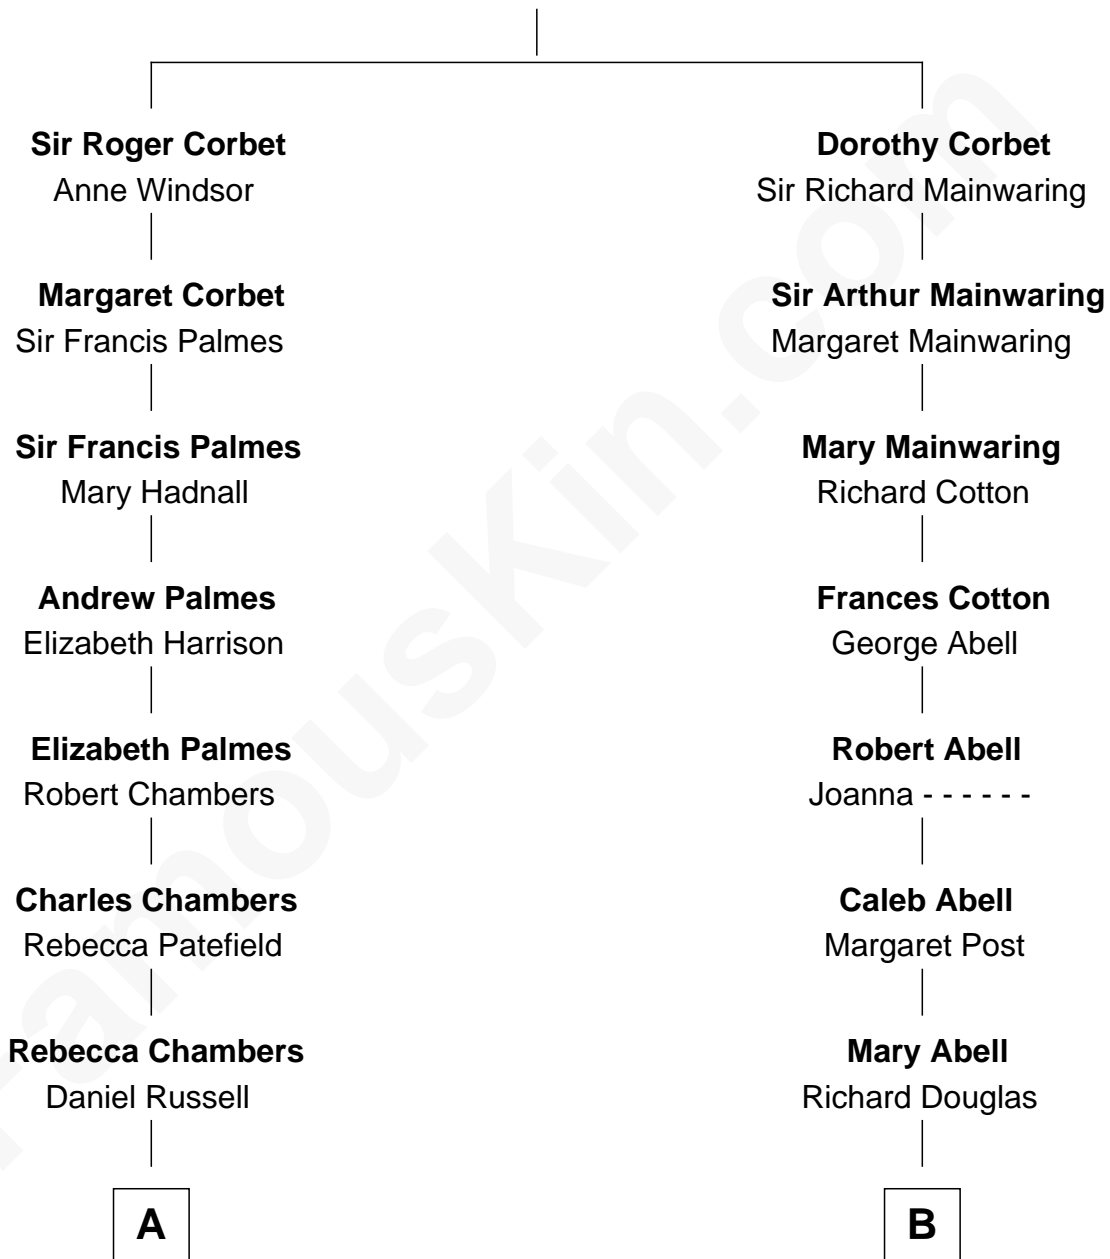 Sir Roger Corbet
Anne Windsor
Margaret Corbet
Sir Francis Palmes
Sir Francis Palmes
Mary Hadnall
Andrew Palmes
Elizabeth Harrison
Elizabeth Palmes
Robert Chambers
Charles Chambers
Rebecca Patefield
Rebecca Chambers
Daniel Russell
A
Dorothy Corbet
Sir Richard Mainwaring
Sir Arthur Mainwaring
Margaret Mainwaring
Mary Mainwaring
Richard Cotton
Frances Cotton
George Abell
Robert Abell
Joanna - - - - - -
Caleb Abell
Margaret Post
Mary Abell
Richard Douglas
B
FamousKin.com